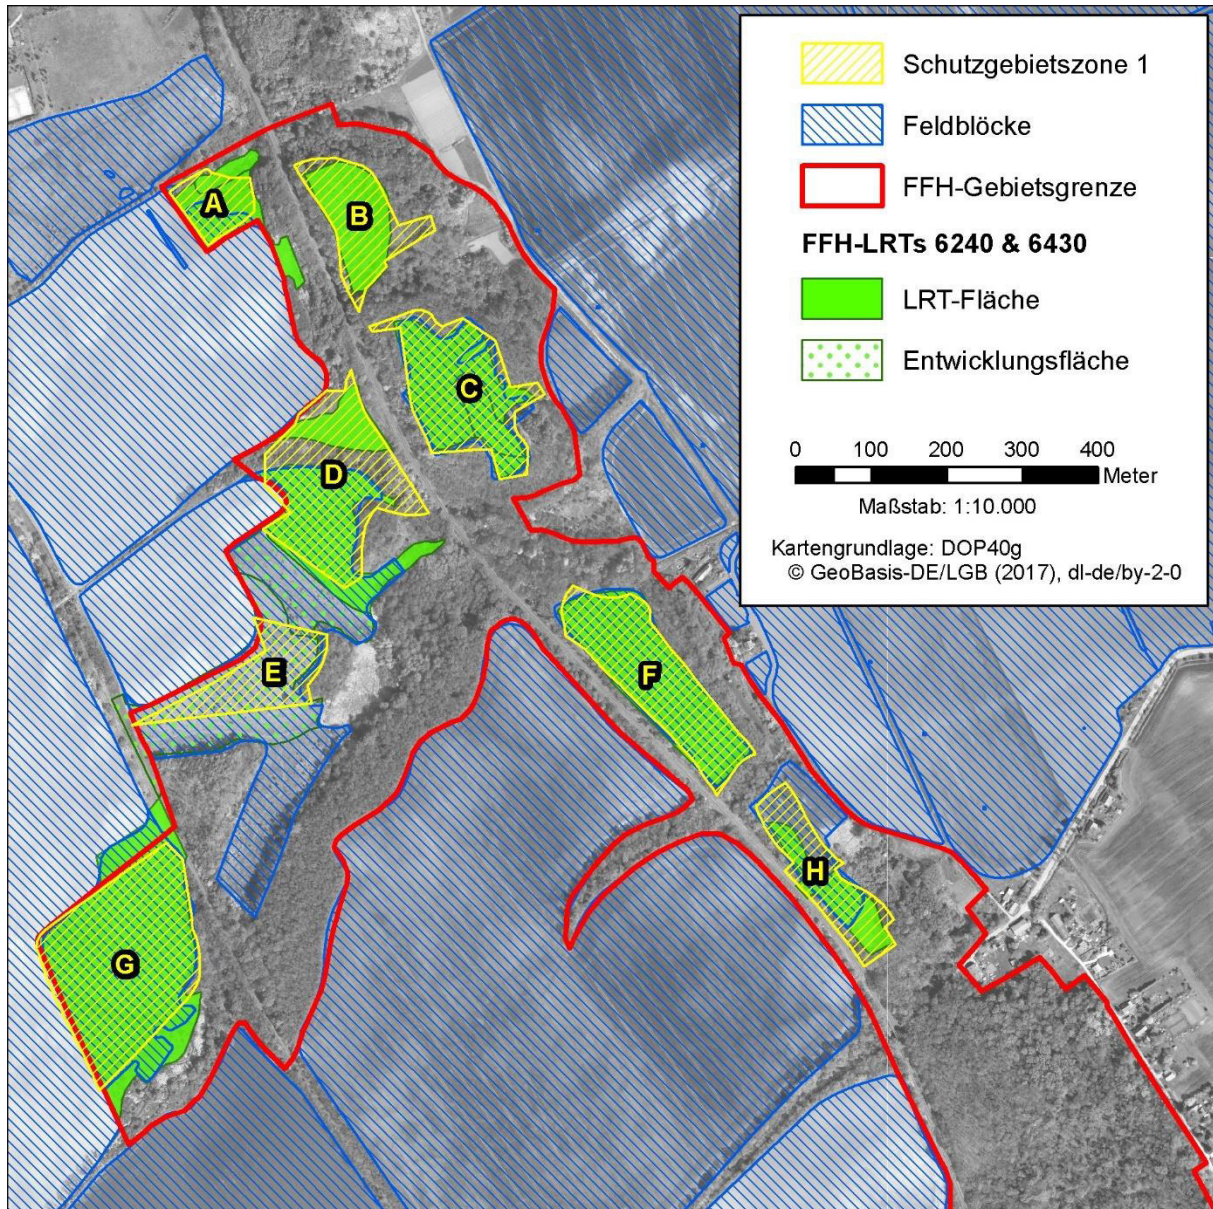 Schutzgebietszone 1
Feldblöcke
FFH-Gebietsgrenze
FFH-LRTs 6240 & 6430
LRT-Fläche
Entwicklungsfläche
0 100 200 300 400
Meter
Maßstab: 1:10.000
Kartengrundlage: DOP40g
© GeoBasis-DE/LGB (2017), dl-de/by-2-0
A
B
C
D
E
F
H
G